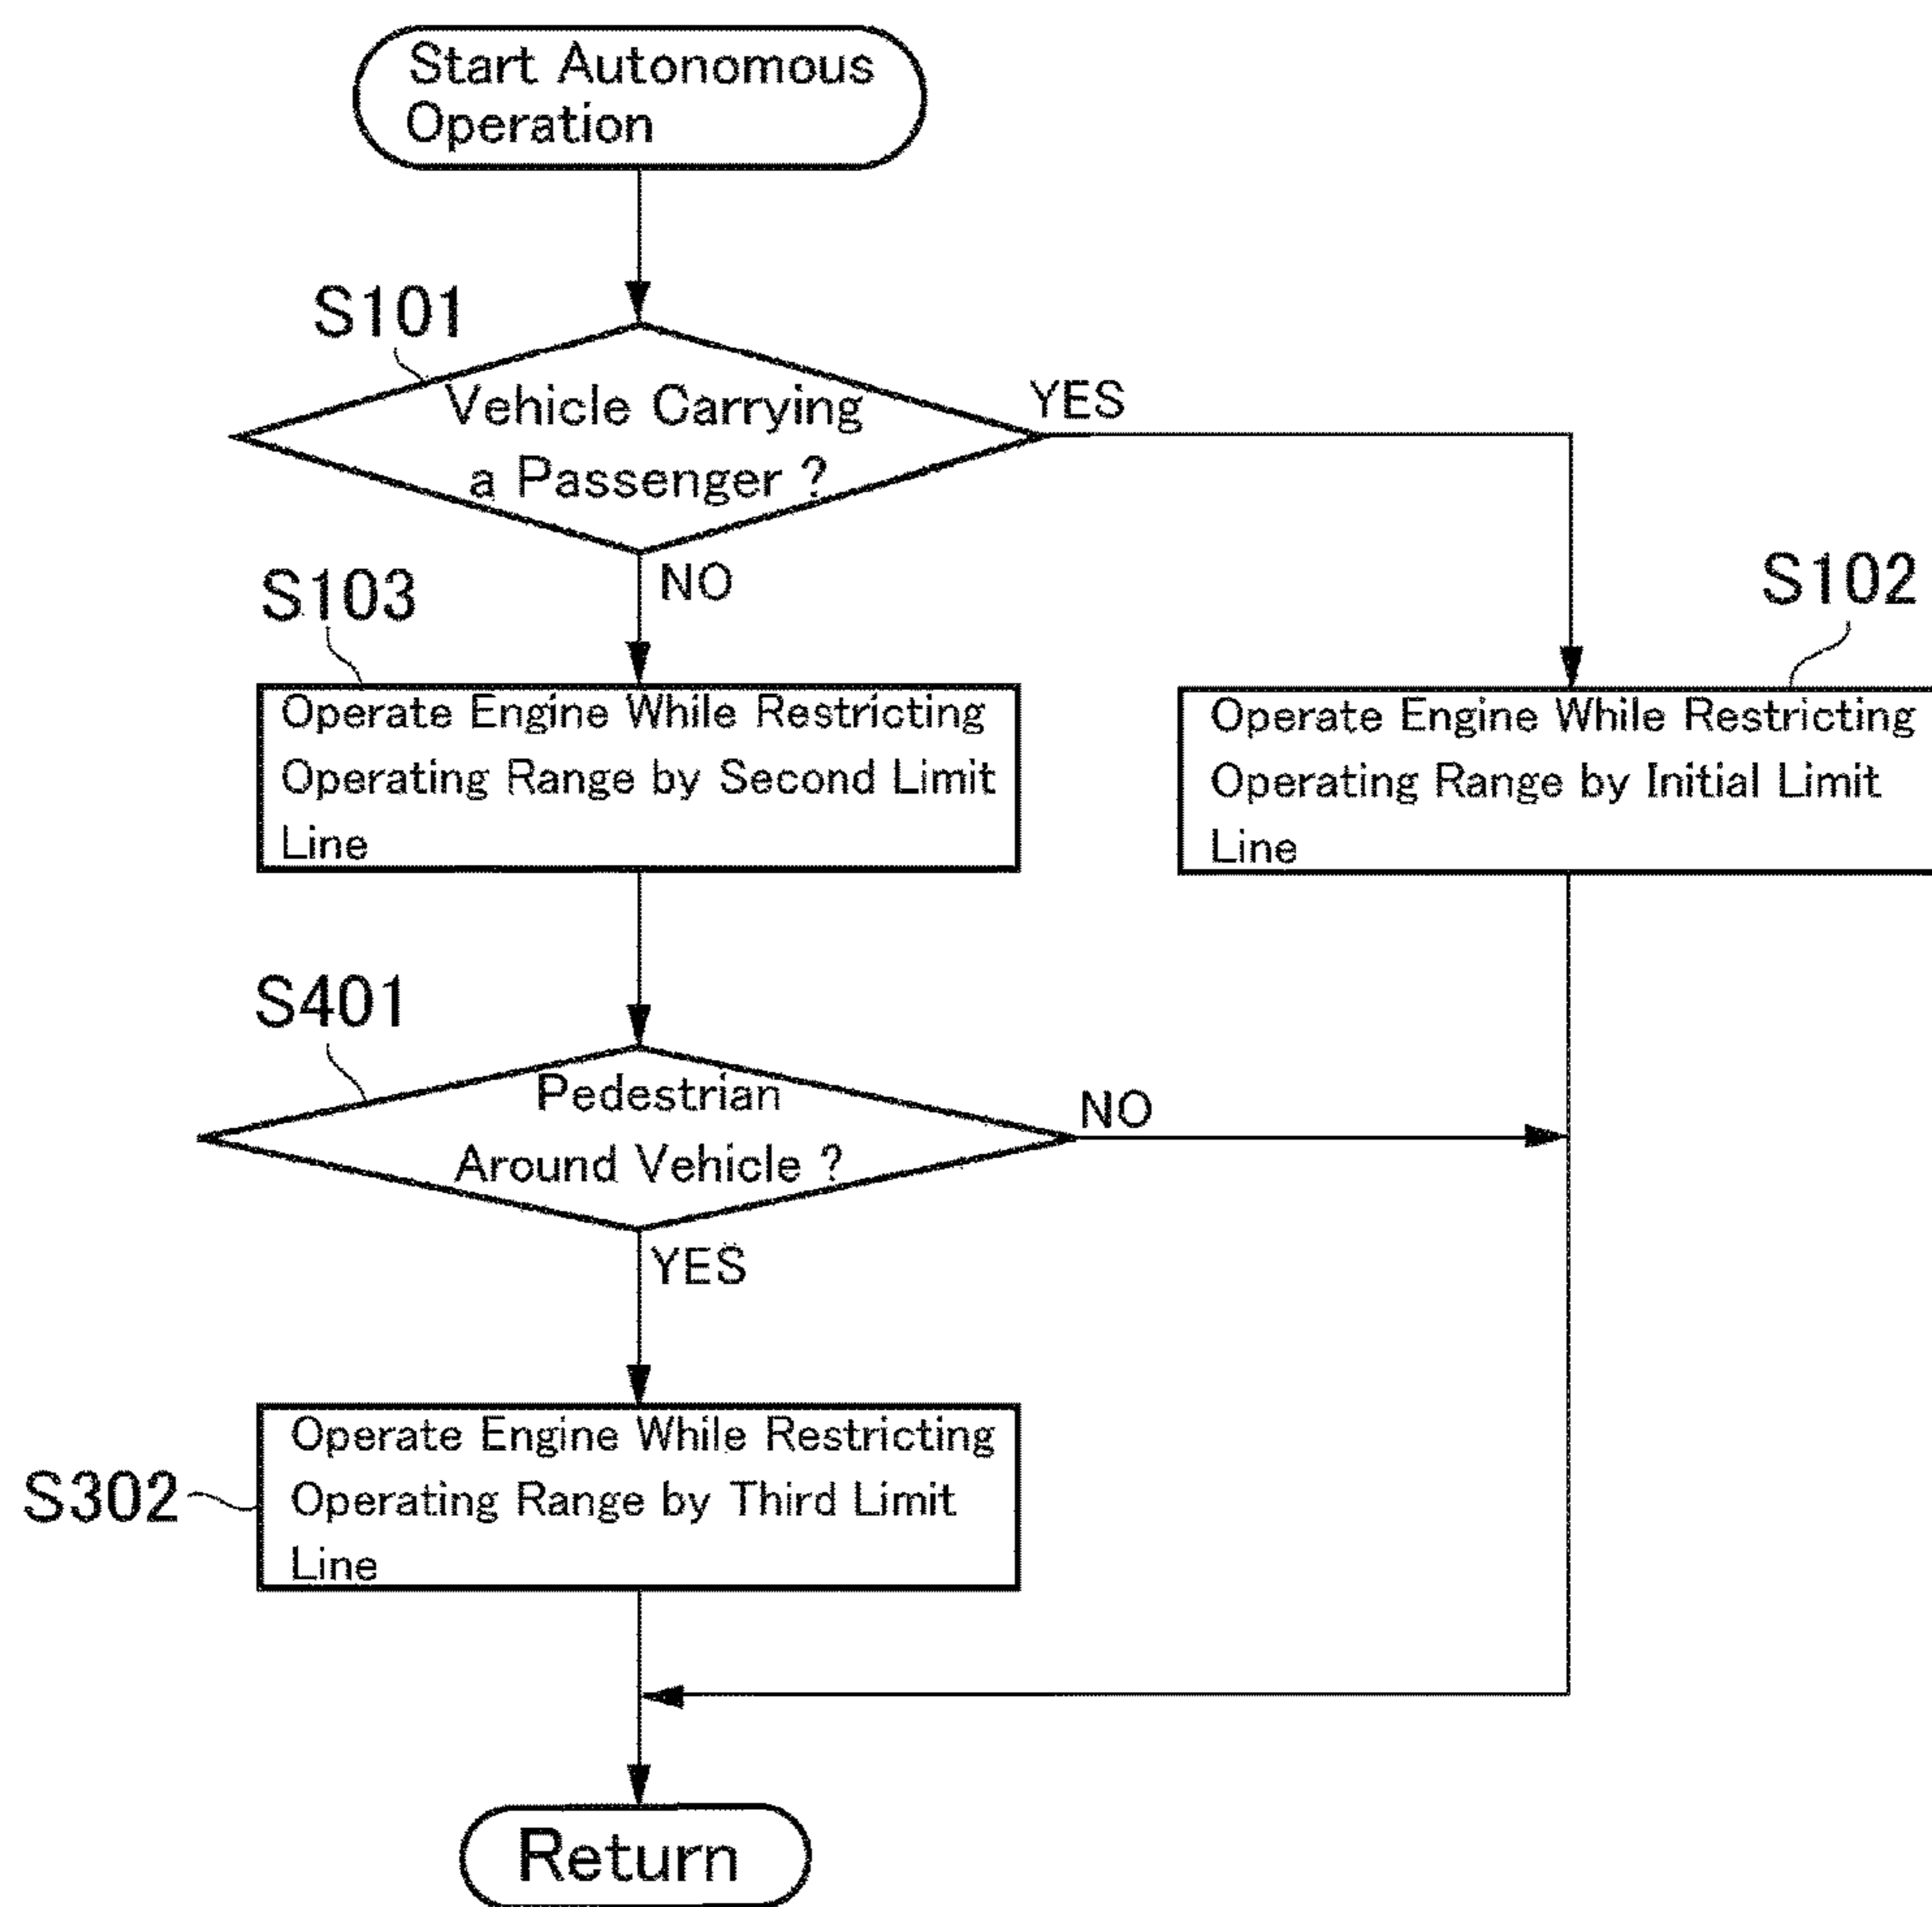 Start Autonomous
Operation
S101
Vehicle Carrying
a Passenger ?
YES
NO
S103
Operate Engine While Restricting
Operating Range by Second Limit
Line
S102
Operate Engine While Restricting
Operating Range by Initial Limit
Line
S401
Pedestrian
Around Vehicle ?
NO
YES
S302
Operate Engine While Restricting
Operating Range by Third Limit
Line
Return